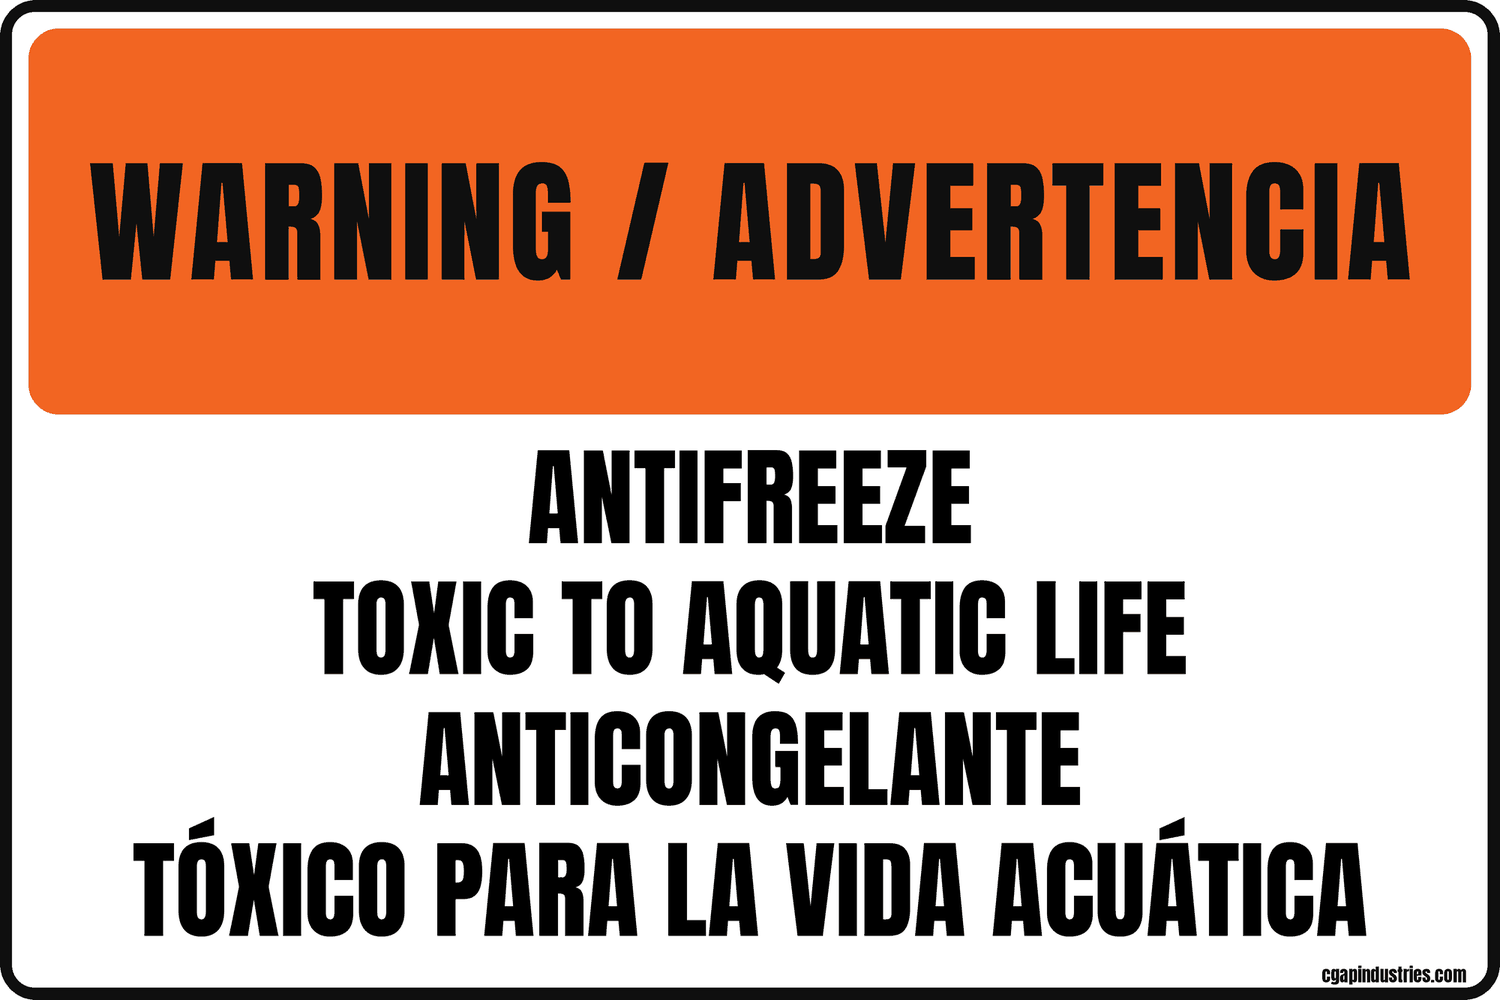 WARNING / ADVERTENCIA
ANTIFREEZE
TOXIC TO AQUATIC LIFE
ANTICONGELANTE
TÓXICO PARA LA VIDA ACUÁTICA
cgapindustries.com